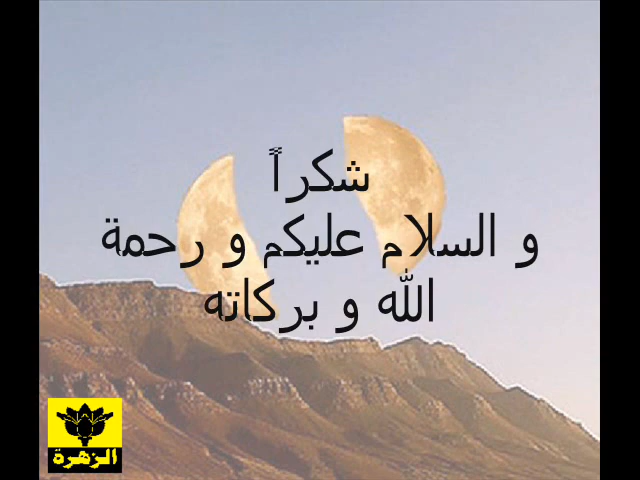 شكراً
و السلام عليكم و رحمة
الله و بركاته
الزهرة